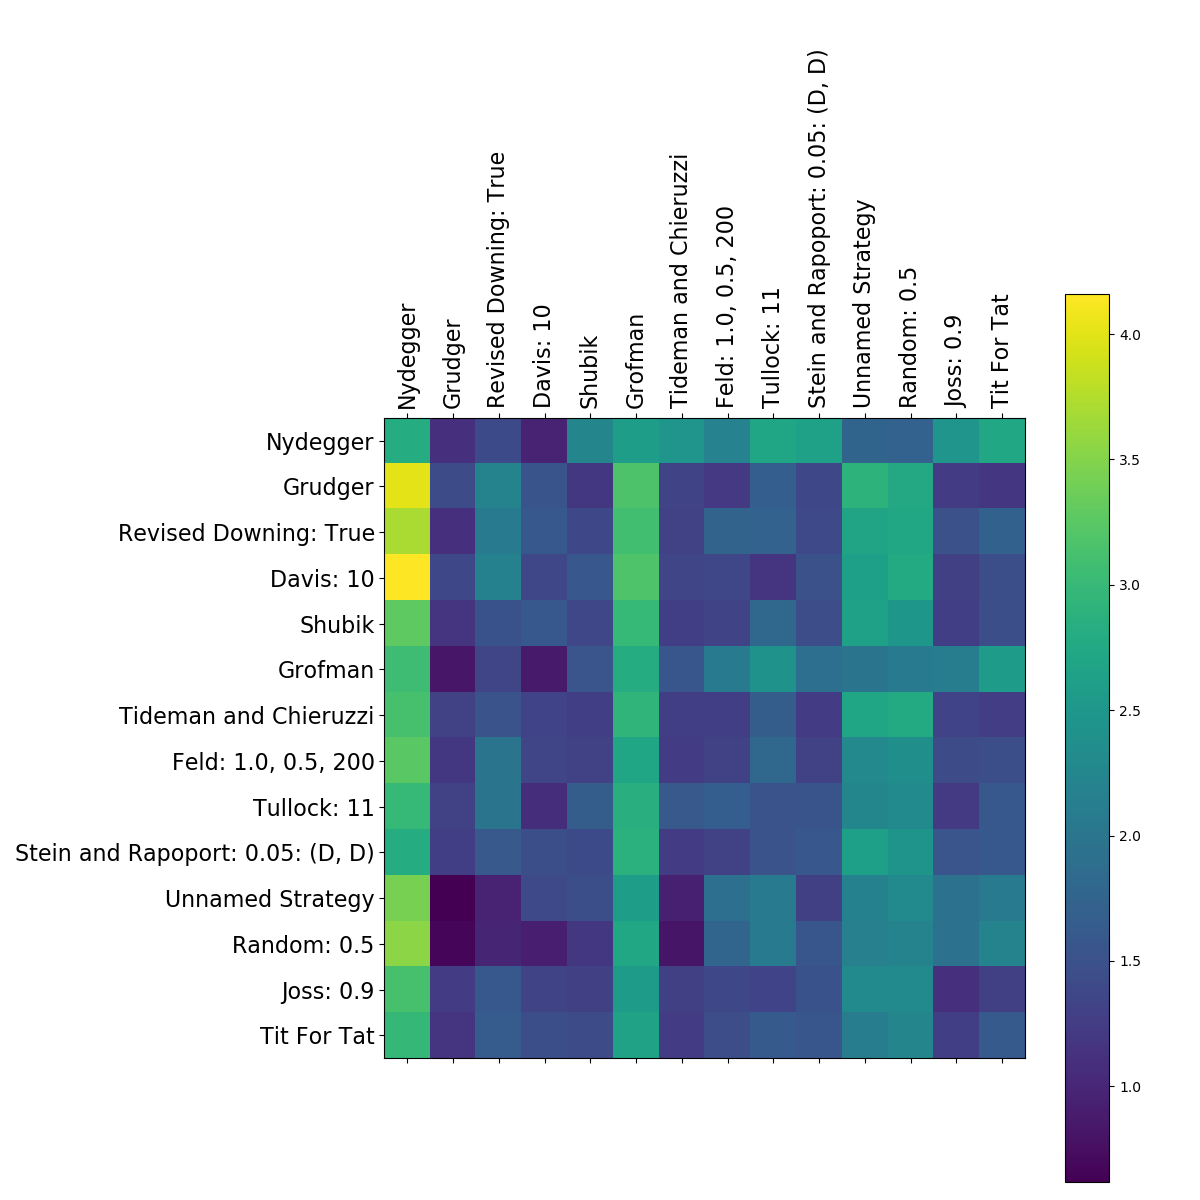 Nydegger
Grudger
Revised Downing: True
Davis: 10
Shubik
Grofman
Tideman and Chieruzzi
Feld: 1.0, 0.5, 200
Tullock: 11
Stein and Rapoport: 0.05: (D, D)
Unnamed Strategy
Random: 0.5
Joss: 0.9
Tit For Tat
Nydegger
Grudger
Revised Downing: True
Davis: 10
Shubik
Grofman
Tideman and Chieruzzi
Feld: 1.0, 0.5, 200
Tullock: 11
Stein and Rapoport: 0.05: (D, D)
Unnamed Strategy
Random: 0.5
Joss: 0.9
Tit For Tat
4.0
3.5
3.0
2.5
2.0
1.5
1.0